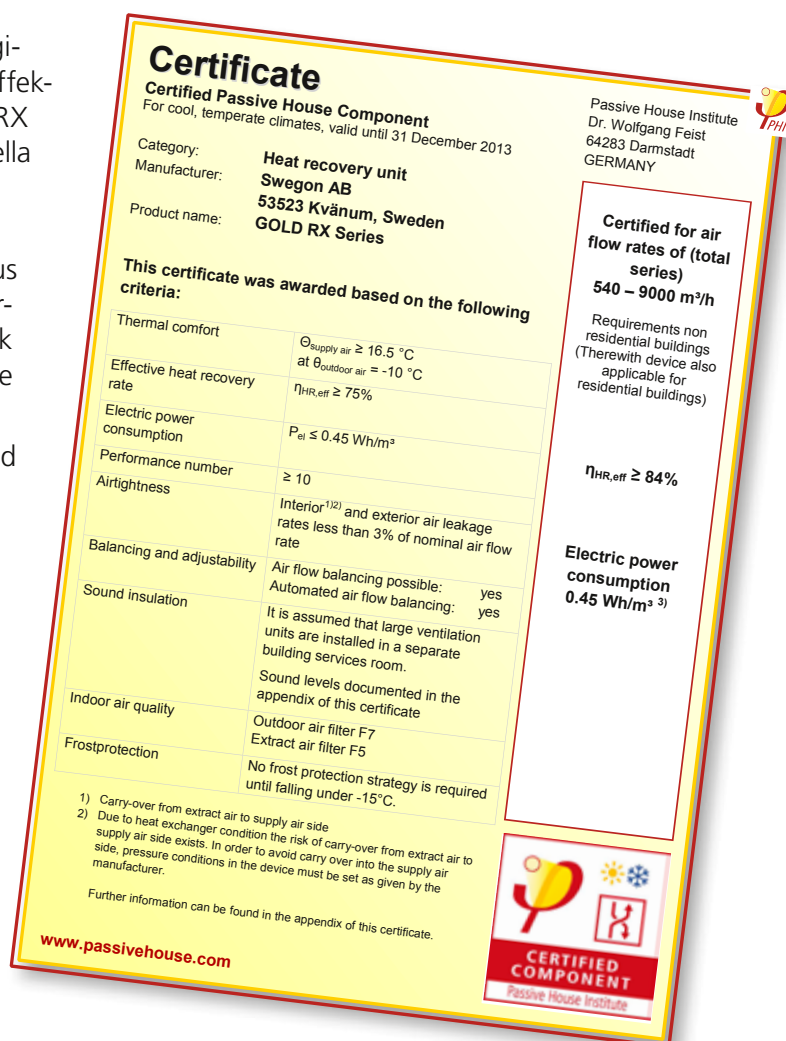 gi-
ffek-
RX
ella
us
r-
k
e
d
Certificate
Certified Passive House Component
For cool, temperate climates, valid until 31 December 2013
Category: Heat recovery unit
Manufacturer: Swegon AB
53523 Kvänum, Sweden
Product name: GOLD RX Series
This certificate was awarded based on the following
criteria:
Thermal comfort
Θsupply air ≥ 16.5 °C
at θoutdoor air = -10 °C
Effective heat recovery
rate
ηHR,eff ≥ 75%
Electric power
consumption
Pel ≤ 0.45 Wh/m³
Performance number
≥ 10
Airtightness
Interior1)2) and exterior air leakage
rates less than 3% of nominal air flow
rate
Balancing and adjustability
Air flow balancing possible: yes
Automated air flow balancing: yes
Sound insulation
It is assumed that large ventilation
units are installed in a separate
building services room.
Sound levels documented in the
appendix of this certificate
Indoor air quality
Outdoor air filter F7
Extract air filter F5
Frostprotection
No frost protection strategy is required
until falling under -15°C.
1) Carry-over from extract air to supply air side
2) Due to heat exchanger condition the risk of carry-over from extract air to
supply air side exists. In order to avoid carry over into the supply air
side, pressure conditions in the device must be set as given by the
manufacturer.
Further information can be found in the appendix of this certificate.
www.passivehouse.com
Passive House Institute
Dr. Wolfgang Feist
64283 Darmstadt
GERMANY
PHI
Certified for air
flow rates of (total
series)
540 – 9000 m³/h
Requirements non
residential buildings
(Therewith device also
applicable for
residential buildings)
ηHR,eff ≥ 84%
Electric power
consumption
0.45 Wh/m³ 3)
CERTIFIED
COMPONENT
Passive House Institute